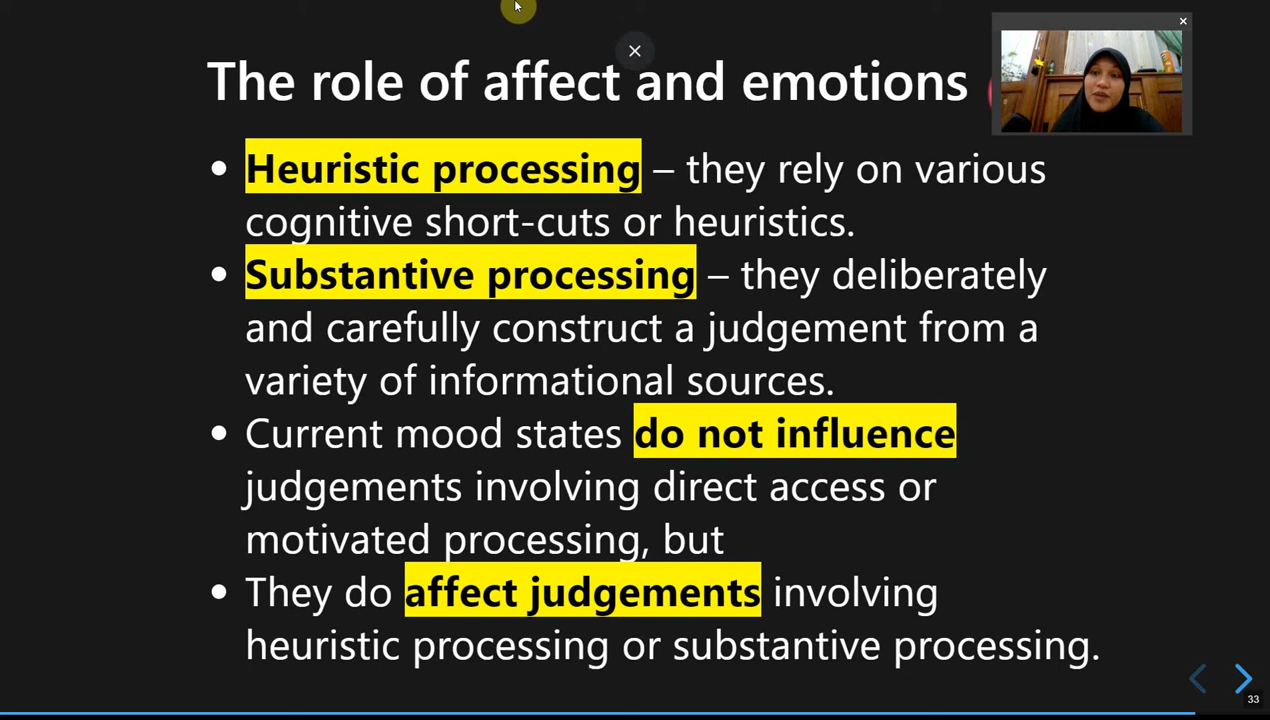 The role of affect and emotions
• Heuristic processing – they rely on various
cognitive short-cuts or heuristics.
• Substantive processing – they deliberately
and carefully construct a judgement from a
variety of informational sources.
• Current mood states do not influence
judgements involving direct access or
motivated processing, but
• They do affect judgements involving
heuristic processing or substantive processing.
33